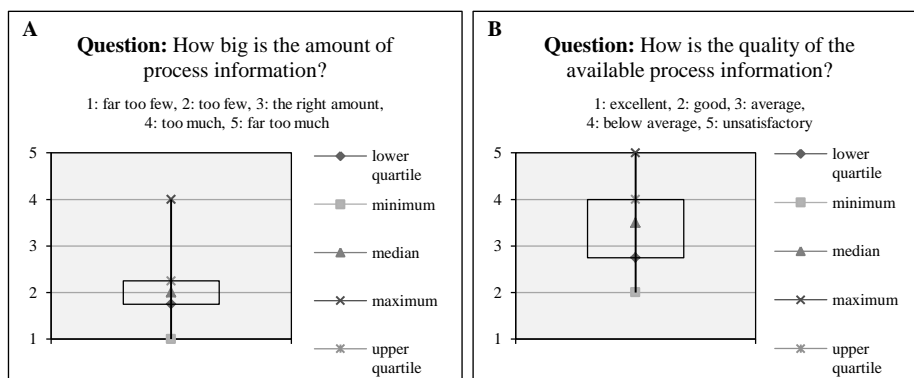 A
Question: How big is the amount of
process information?
1: far too few, 2: too few, 3: the right amount,
4: too much, 5: far too much
5
4
3
2
1
lower
quartile
minimum
median
maximum
upper
quartile
B
Question: How is the quality of the
available process information?
1: excellent, 2: good, 3: average,
4: below average, 5: unsatisfactory
5
4
3
2
1
lower
quartile
minimum
median
maximum
upper
quartile